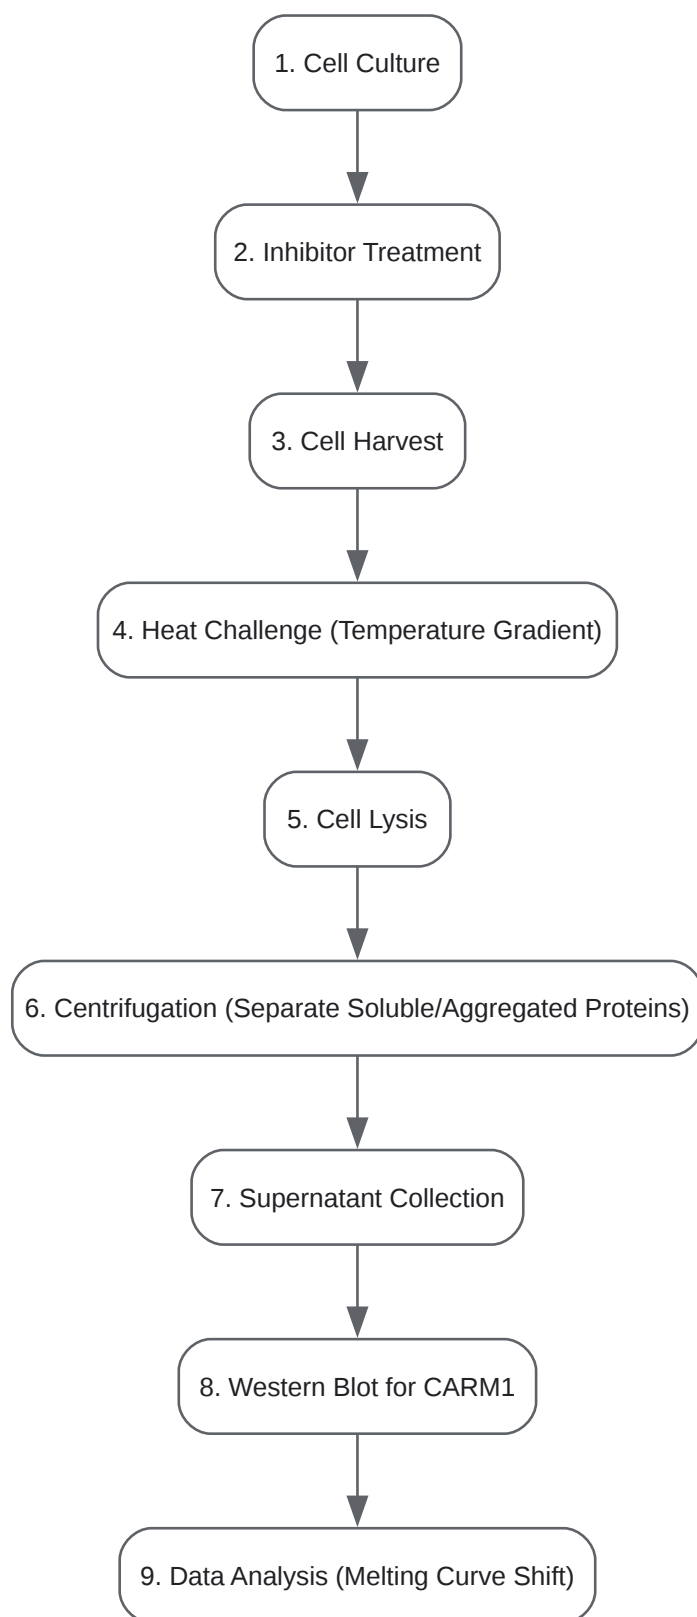 1. Cell Culture
2. Inhibitor Treatment
3. Cell Harvest
4. Heat Challenge (Temperature Gradient)
5. Cell Lysis
6. Centrifugation (Separate Soluble/Aggregated Proteins)
7. Supernatant Collection
8. Western Blot for CARM1
9. Data Analysis (Melting Curve Shift)